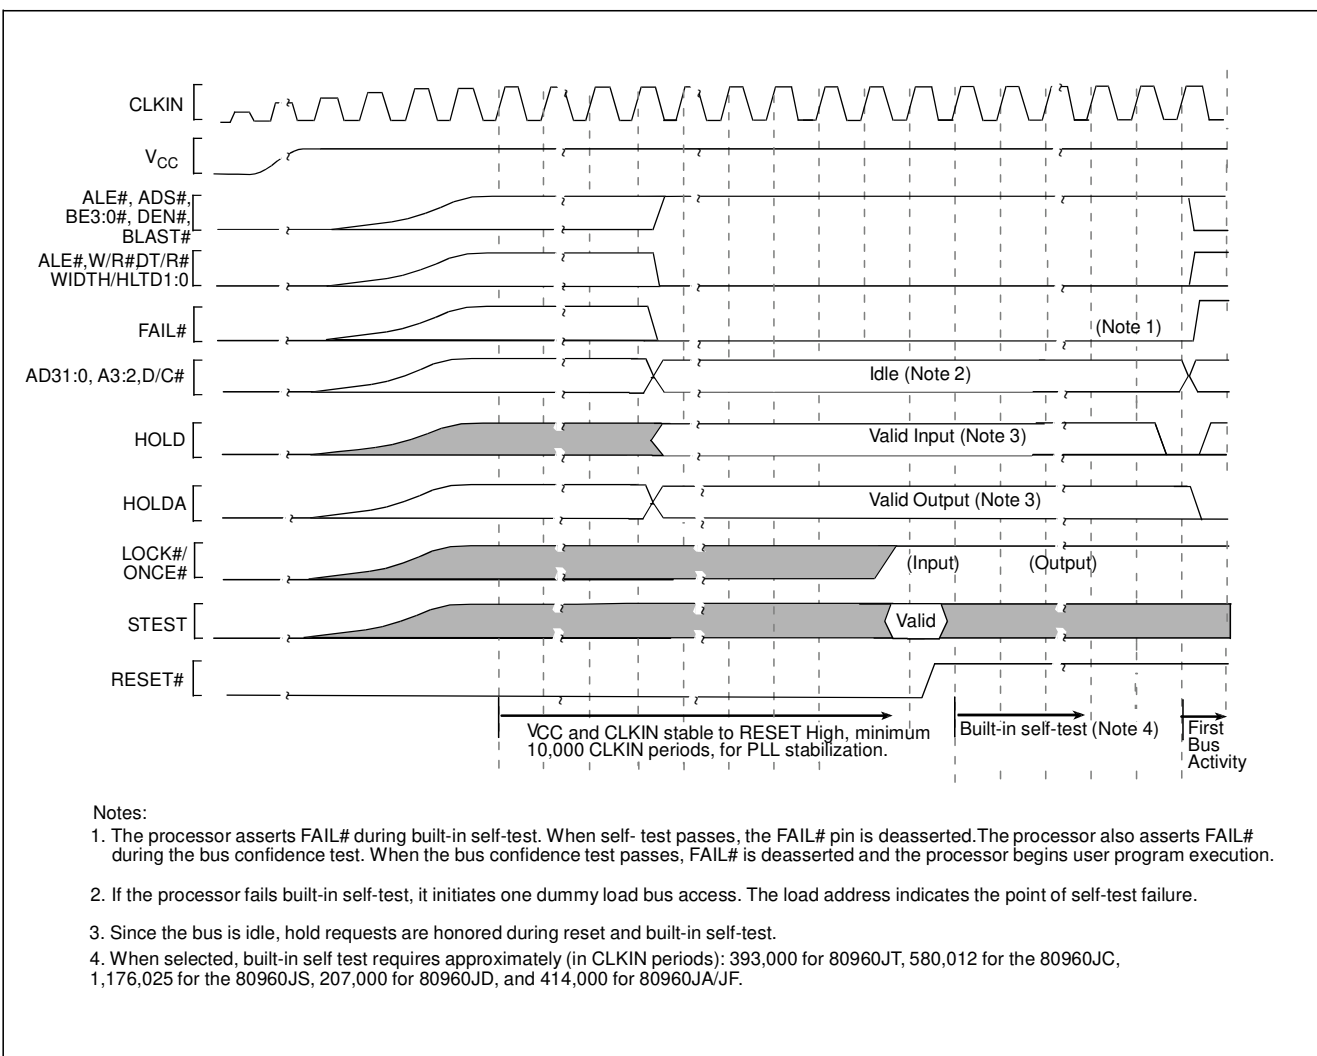 CLKIN
VCC
ALE#, ADS#,
BE3:0#, DEN#,
BLAST#
ALE#,W/R#DT/R#
WIDTH/HLTD1:0
FAIL#
(Note 1)
AD31:0, A3:2,D/C#
Idle (Note 2)
HOLD
Valid Input (Note 3)
HOLDA
Valid Output (Note 3)
LOCK#/
ONCE#
(Input)
(Output)
STEST
Valid
RESET#
VCC and CLKIN stable to RESET High, minimum
10,000 CLKIN periods, for PLL stabilization.
Built-in self-test (Note 4)
First
Bus
Activity
Notes:
1. The processor asserts FAIL# during built-in self-test. When self- test passes, the FAIL# pin is deasserted.The processor also asserts FAIL#
during the bus confidence test. When the bus confidence test passes, FAIL# is deasserted and the processor begins user program execution.
2. If the processor fails built-in self-test, it initiates one dummy load bus access. The load address indicates the point of self-test failure.
3. Since the bus is idle, hold requests are honored during reset and built-in self-test.
4. When selected, built-in self test requires approximately (in CLKIN periods): 393,000 for 80960JT, 580,012 for the 80960JC,
1,176,025 for the 80960JS, 207,000 for 80960JD, and 414,000 for 80960JA/JF.